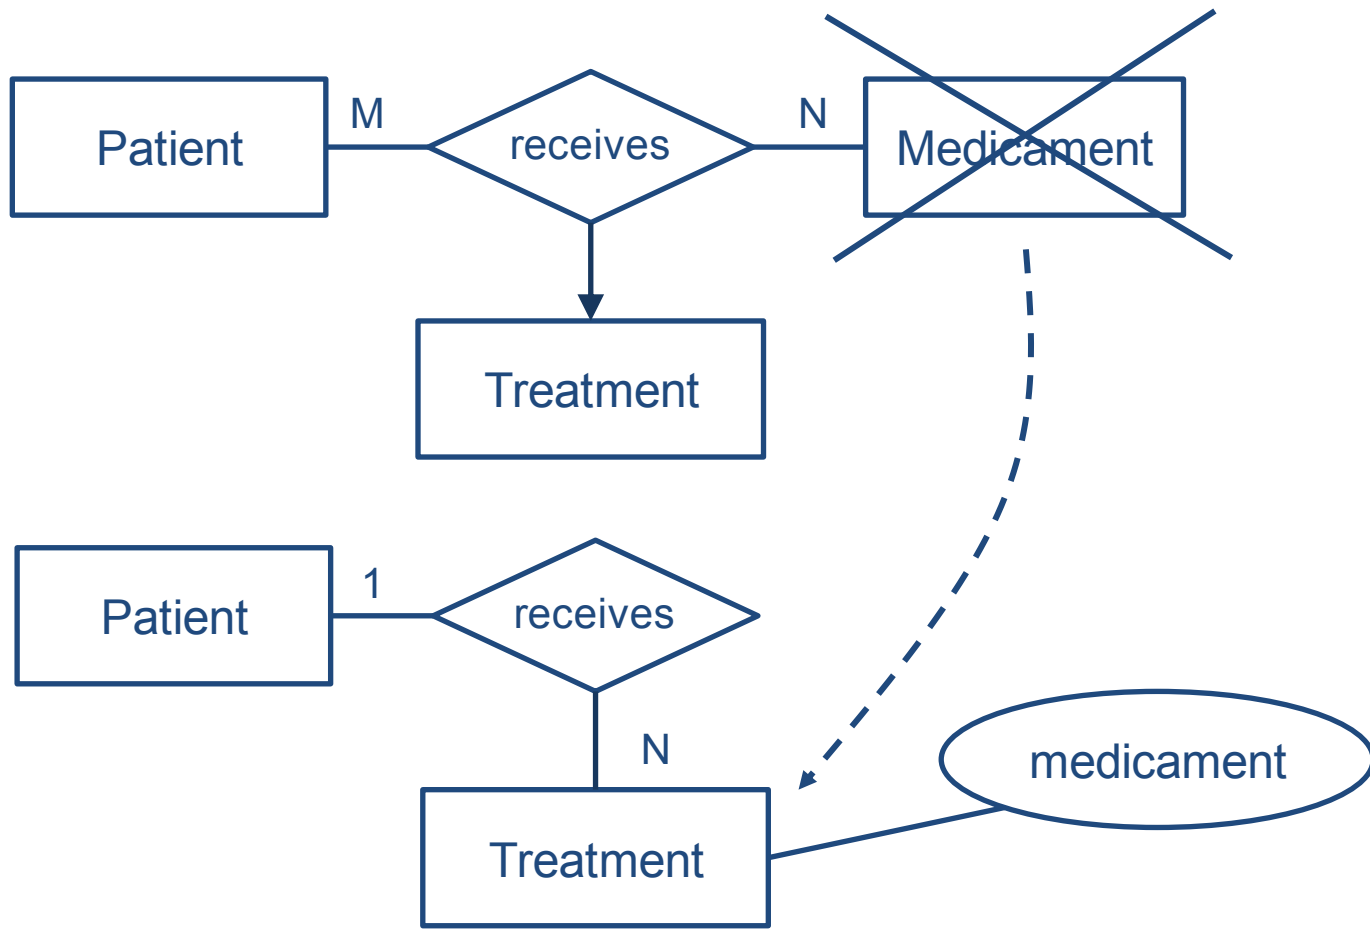 Patient
M
receives
N
Medicament
Treatment
Patient
1
receives
N
medicament
Treatment